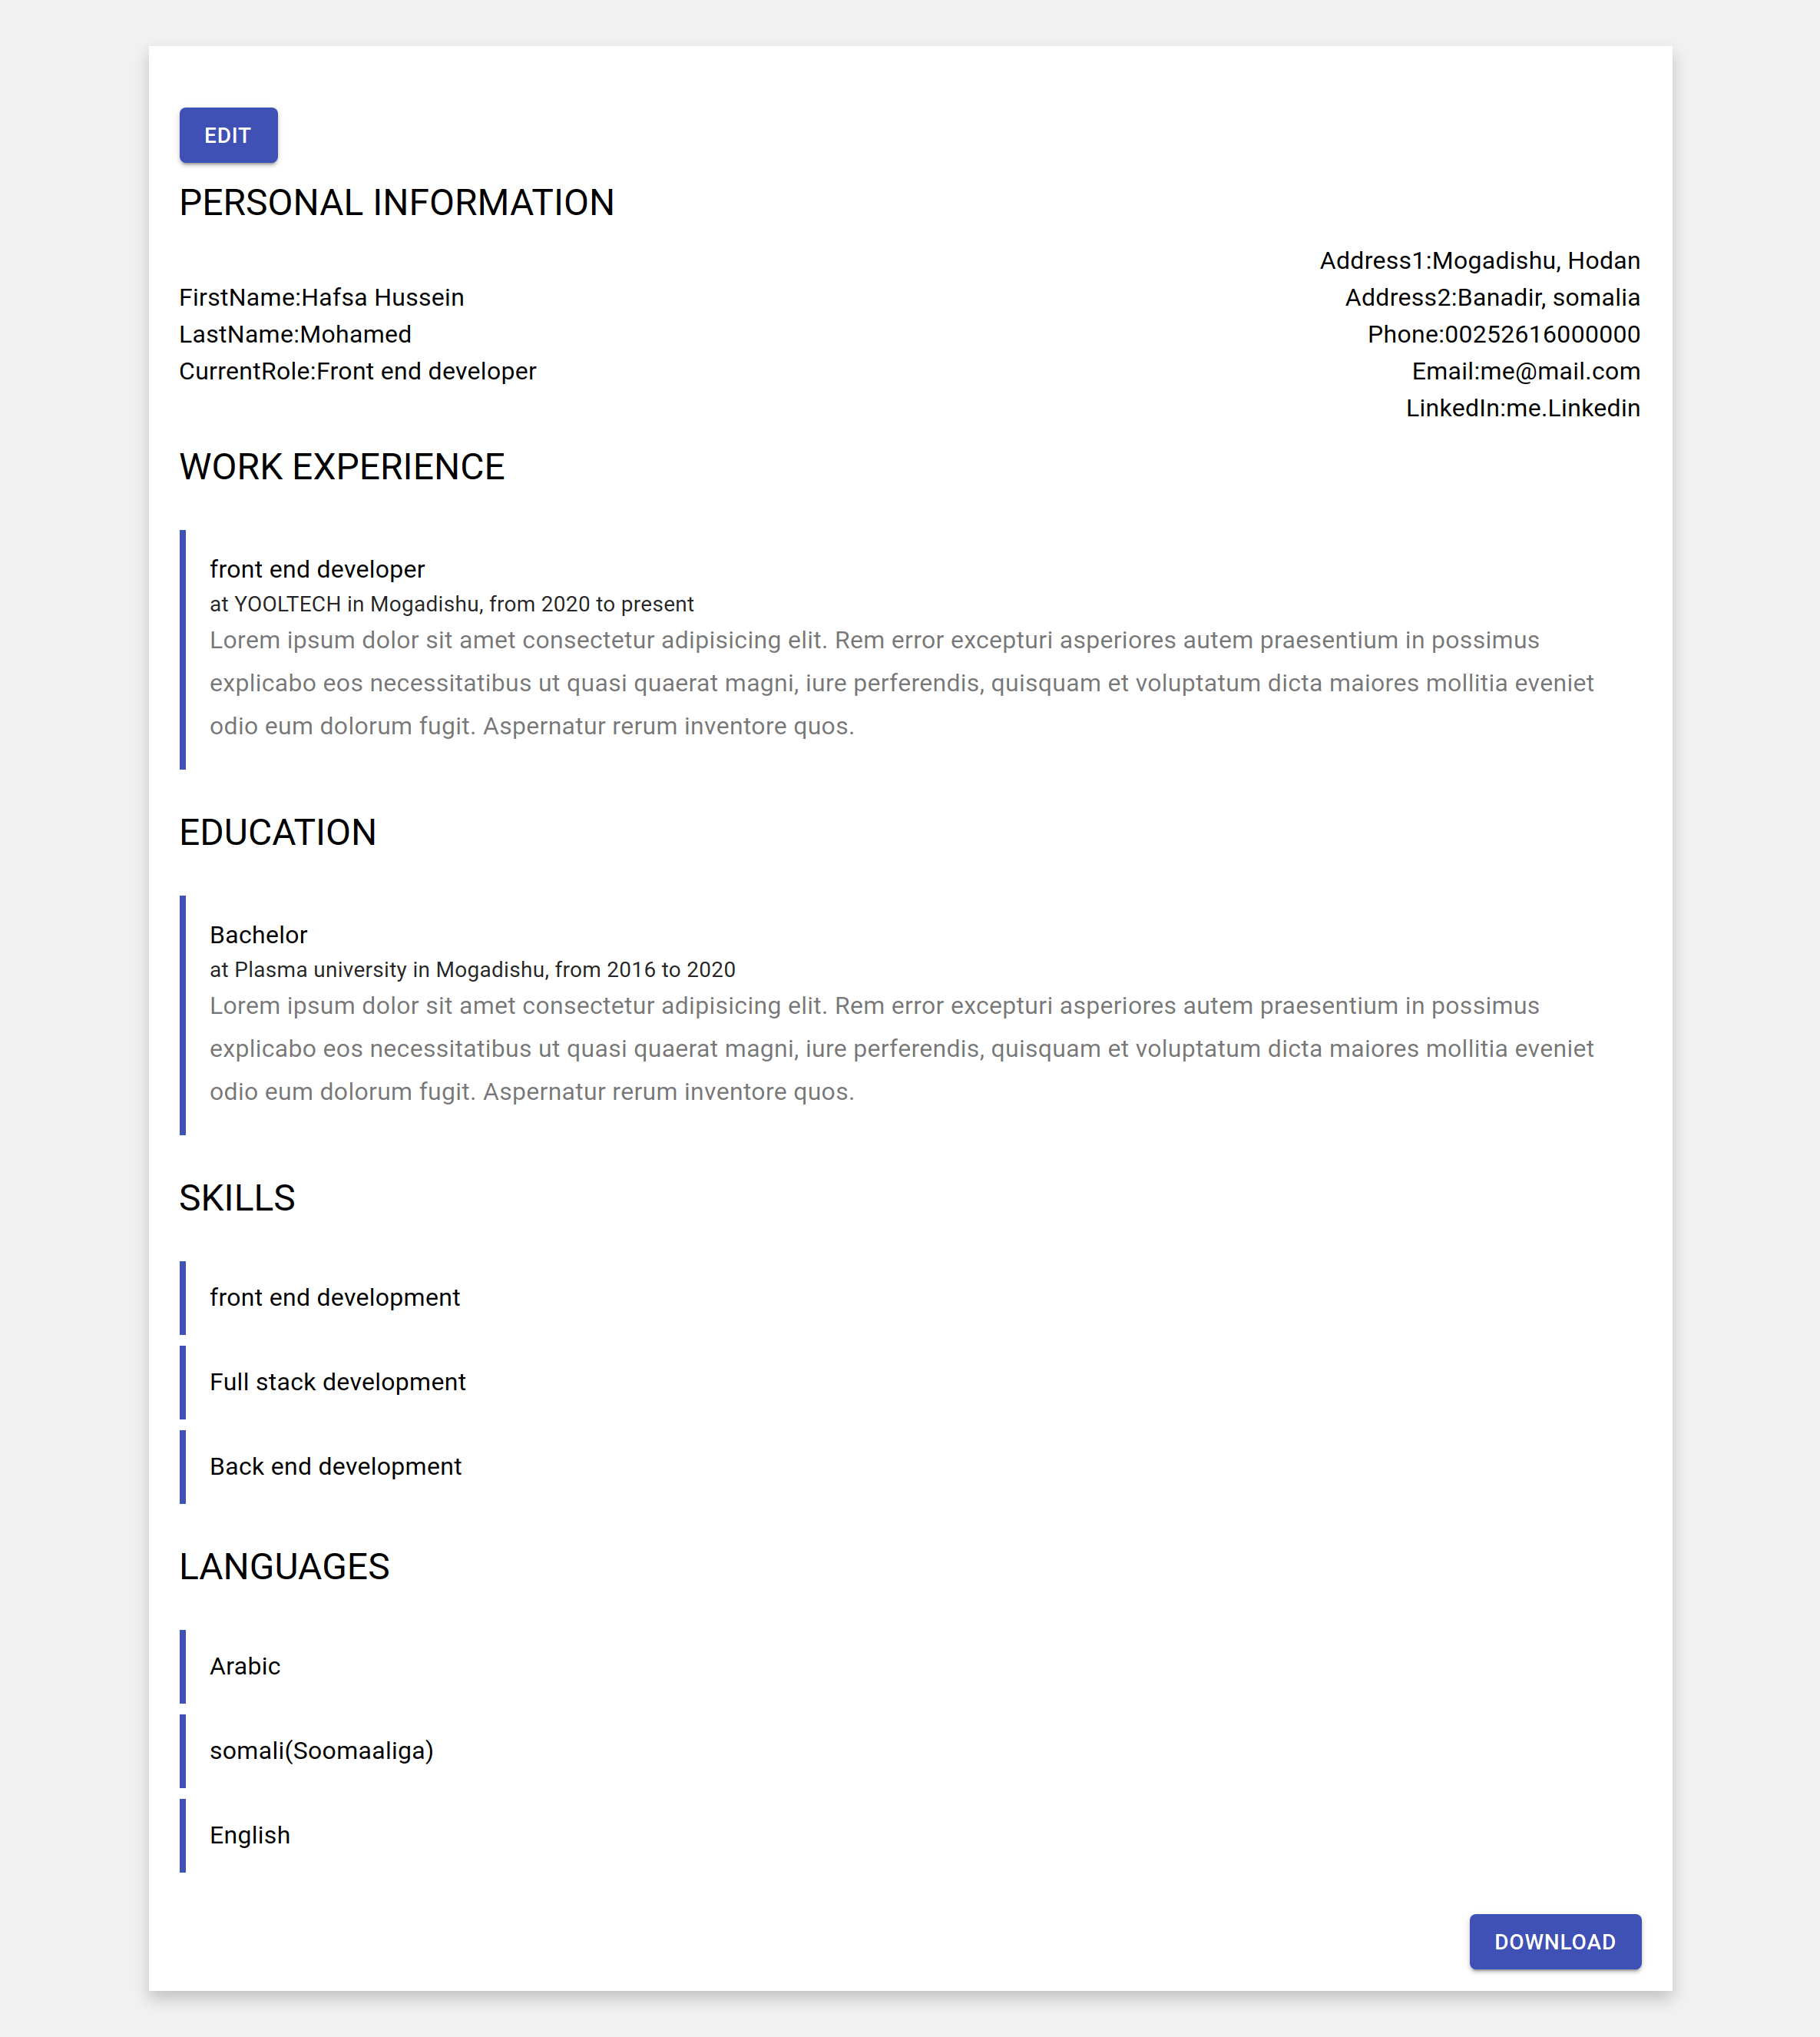 EDIT
PERSONAL INFORMATION
FirstName:Hafsa Hussein
LastName:Mohamed
CurrentRole:Front end developer
Address1:Mogadishu, Hodan
Address2:Banadir, somalia
Phone:00252616000000
Email:me@mail.com
LinkedIn:me.Linkedin
WORK EXPERIENCE
front end developer
at YOOLTECH in Mogadishu, from 2020 to present
Lorem ipsum dolor sit amet consectetur adipisicing elit. Rem error excepturi asperiores autem praesentium in possimus
explicabo eos necessitatibus ut quasi quaerat magni, iure perferendis, quisquam et voluptatum dicta maiores mollitia eveniet
odio eum dolorum fugit. Aspernatur rerum inventore quos.
EDUCATION
Bachelor
at Plasma university in Mogadishu, from 2016 to 2020
Lorem ipsum dolor sit amet consectetur adipisicing elit. Rem error excepturi asperiores autem praesentium in possimus
explicabo eos necessitatibus ut quasi quaerat magni, iure perferendis, quisquam et voluptatum dicta maiores mollitia eveniet
odio eum dolorum fugit. Aspernatur rerum inventore quos.
SKILLS
front end development
Full stack development
Back end development
LANGUAGES
Arabic
somali(Soomaaliga)
English
DOWNLOAD